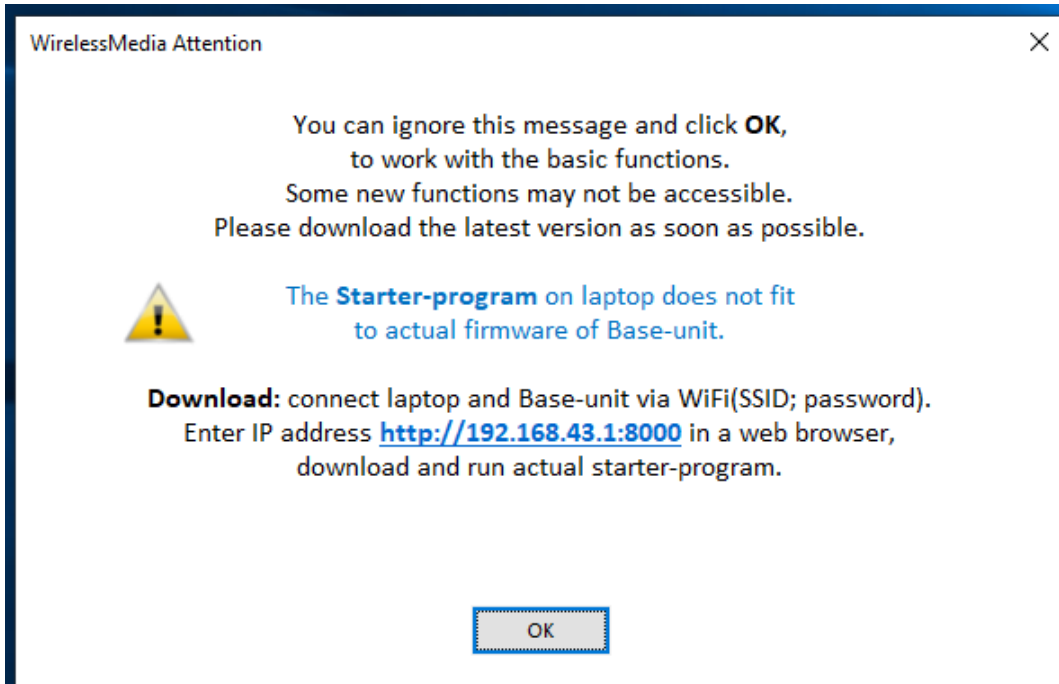 WirelessMedia Attention
You can ignore this message and click OK,
to work with the basic functions.
Some new functions may not be accessible.
Please download the latest version as soon as possible.
The Starter-program on laptop does not fit
to actual firmware of Base-unit.
Download: connect laptop and Base-unit via WiFi(SSID; password).
Enter IP address http://192.168.43.1:8000 in a web browser,
download and run actual starter-program.
OK